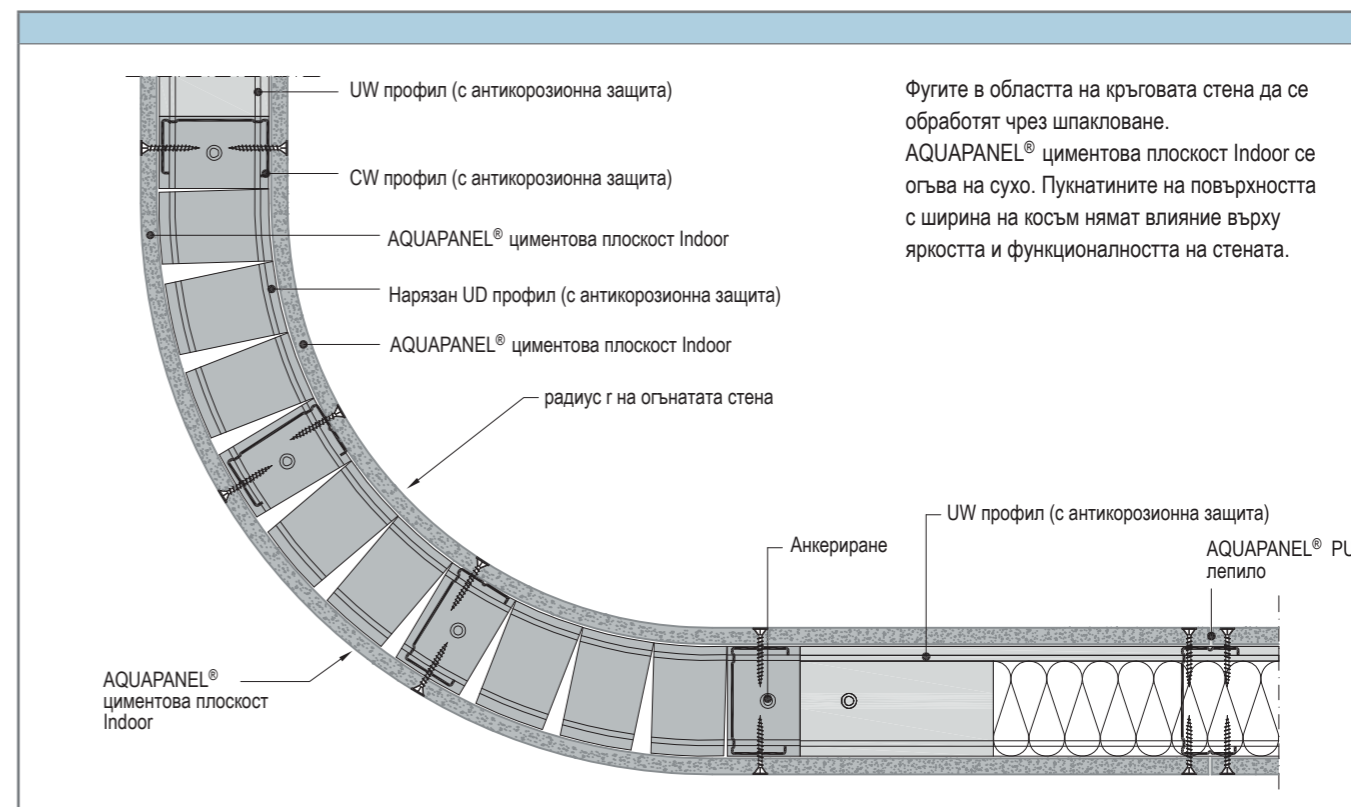 UW профил (с антикорозионна защита)
CW профил (с антикорозионна защита)
AQUAPANEL® циментова плоскост Indoor
Нарязан UD профил (с антикорозионна защита)
AQUAPANEL® циментова плоскост Indoor
радиус r на огънатата стена
Фугите в областта на кръговата стена да се
обработят чрез шпакловане.
AQUAPANEL® циментова плоскост Indoor се
огъва на сухо. Пукнатините на повърхността
с ширина на косъм нямат влияние върху
яркостта и функционалността на стената.
UW профил (с антикорозионна защита)
Анкериране
AQUAPANEL® PU
лепило
AQUAPANEL®
циментова плоскост
Indoor